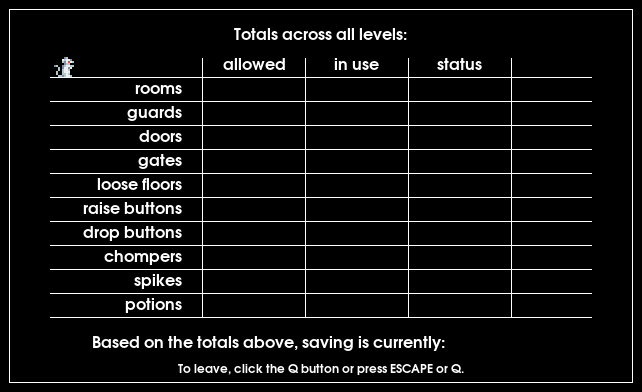 Totals across all levels:
allowed in use status
rooms
guards
doors
gates
loose floors
raise buttons
drop buttons
chompers
spikes
potions
Based on the totals above, saving is currently:
To leave, click the Q button or press ESCAPE or Q.